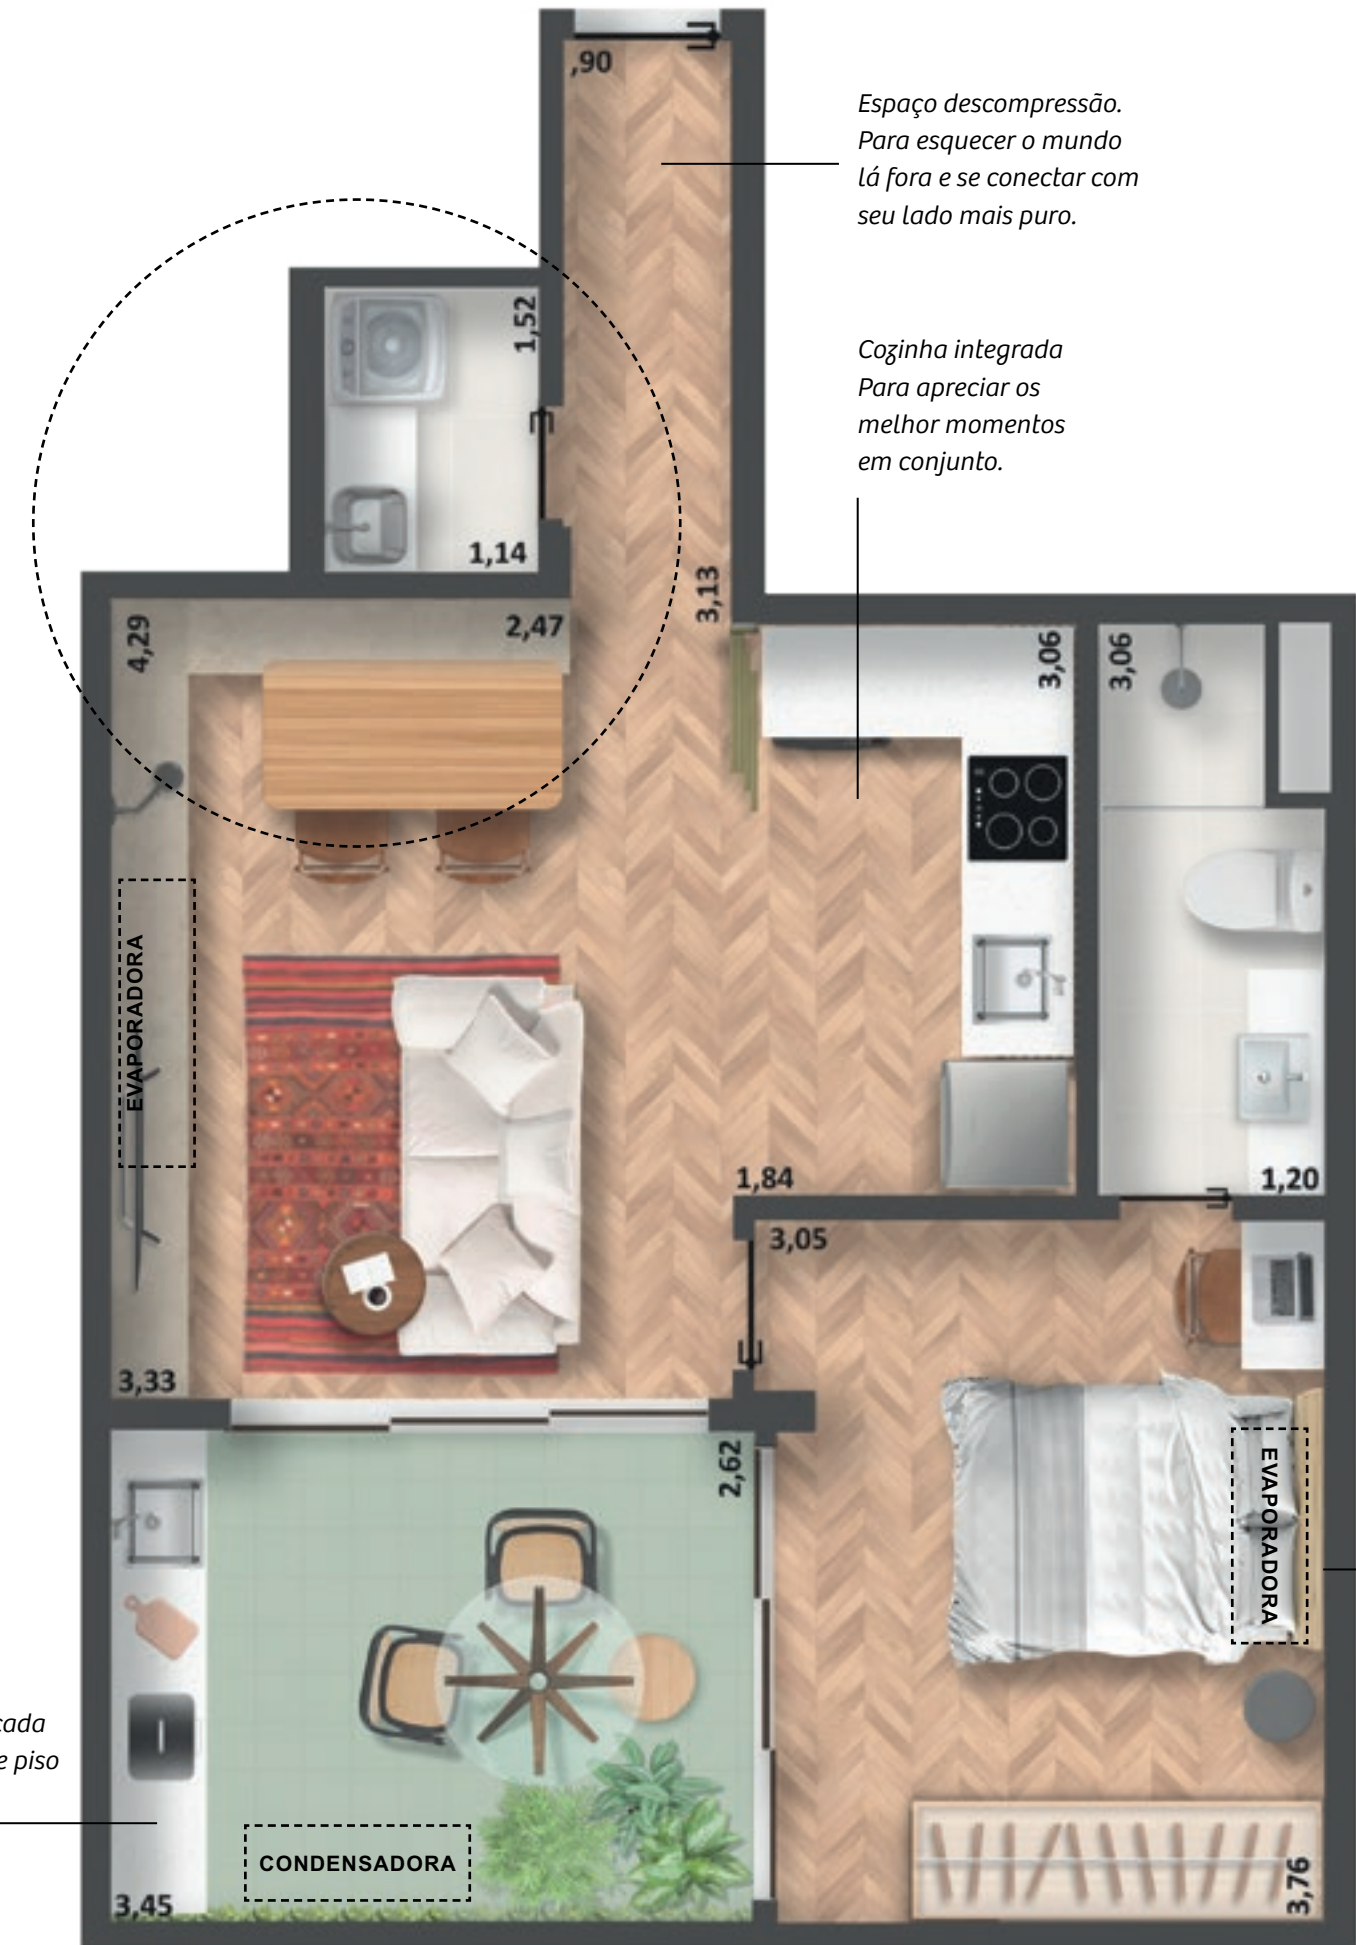 ,90
Espaço descompressão.
Para esquecer o mundo
lá fora e se conectar com
seu lado mais puro.
1,52
Cozinha integrada
Para apreciar os
melhor momentos
em conjunto.
1,14
3,13
4,29
2,47
3,06
3,06
EVAPORADORA
1,84
1,20
3,05
3,33
2,62
EVAPORADORA
e piso
CONDENSADORA
3,45
3,76